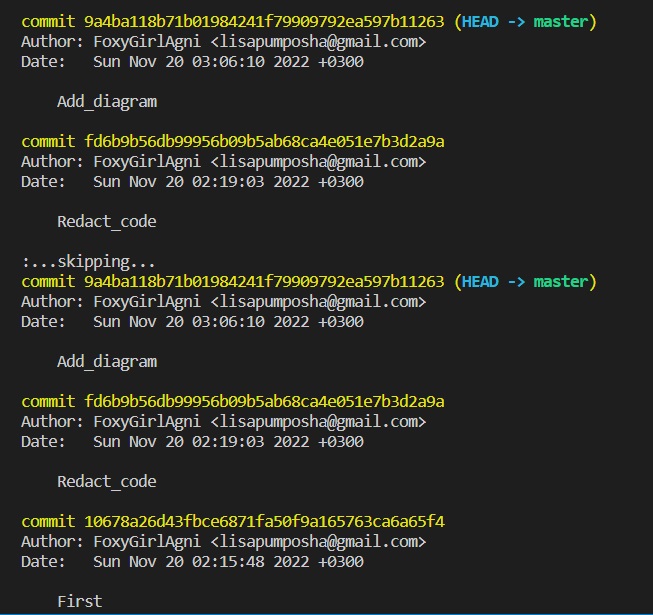 commit 9a4ba118b71b01984241f79909792ea597b11263 (HEAD -> master)
Author: FoxyGirlAgni <lisapumposha@gmail.com>
Date:   Sun Nov 20 03:06:10 2022 +0300
Add_diagram
commit fd6b9b56db99956b09b5ab68ca4e051e7b3d2a9a
Author: FoxyGirlAgni <lisapumposha@gmail.com>
Date:   Sun Nov 20 02:19:03 2022 +0300
Redact_code
:...skipping...
commit 9a4ba118b71b01984241f79909792ea597b11263 (HEAD -> master)
Author: FoxyGirlAgni <lisapumposha@gmail.com>
Date:   Sun Nov 20 03:06:10 2022 +0300
Add_diagram
commit fd6b9b56db99956b09b5ab68ca4e051e7b3d2a9a
Author: FoxyGirlAgni <lisapumposha@gmail.com>
Date:   Sun Nov 20 02:19:03 2022 +0300
Redact_code
commit 10678a26d43fbce6871fa50f9a165763ca6a65f4
Author: FoxyGirlAgni <lisapumposha@gmail.com>
Date:   Sun Nov 20 02:15:48 2022 +0300
First